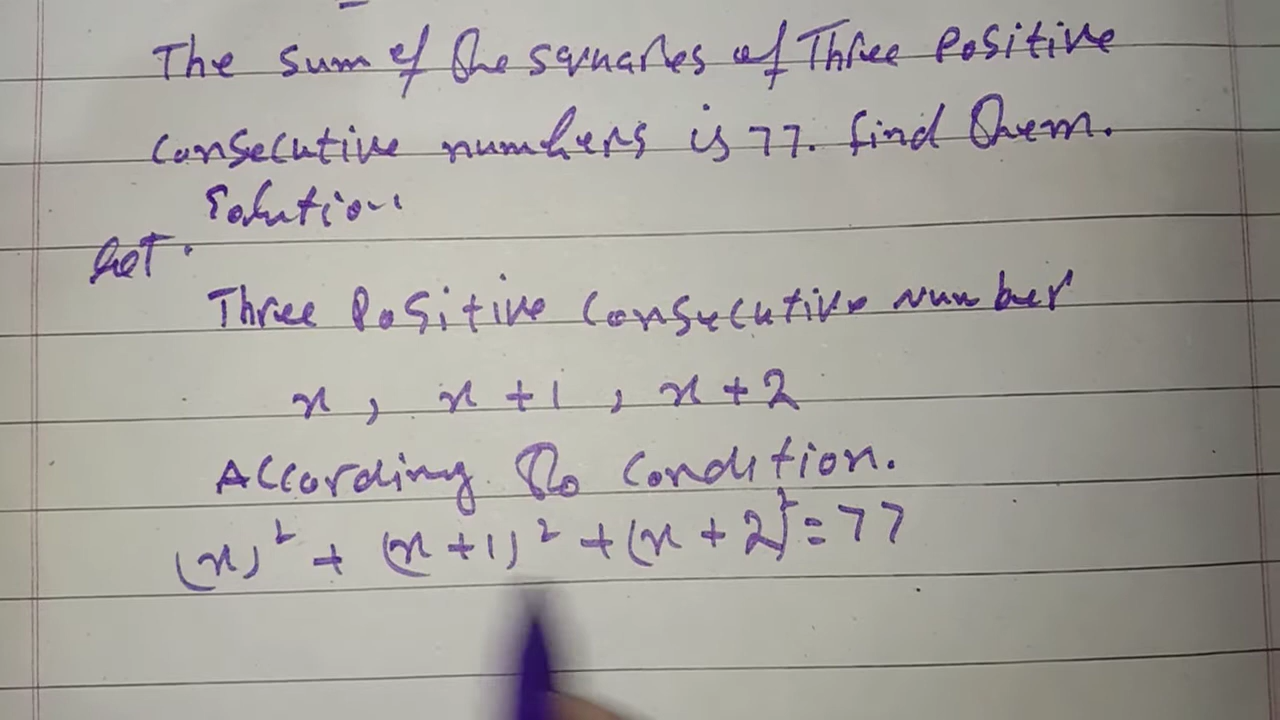 The sum of the squares of Three Positive
Consecutive numbers is 77. find them.
Solution
Let.
Three Positive Consecutive Number
x, x+1, x+2
According to Condition.
(x)² + (x+1)² + (x+2)² = 77